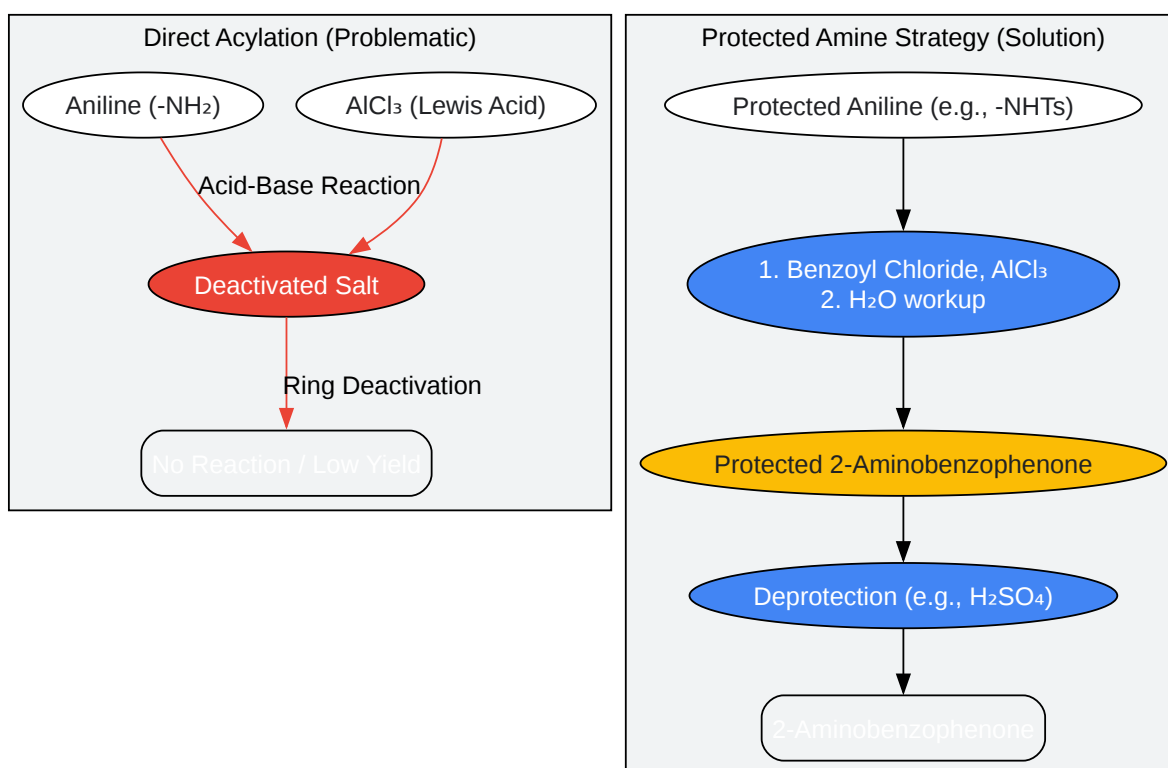 Direct Acylation (Problematic)
Aniline (-NH₂)
AlCl₃ (Lewis Acid)
Acid-Base Reaction
Deactivated Salt
Ring Deactivation
No Reaction / Low Yield
Protected Amine Strategy (Solution)
Protected Aniline (e.g., -NHTs)
1. Benzoyl Chloride, AlCl₃
2. H₂O workup
Protected 2-Aminobenzophenone
Deprotection (e.g., H₂SO₄)
2-Aminobenzophenone